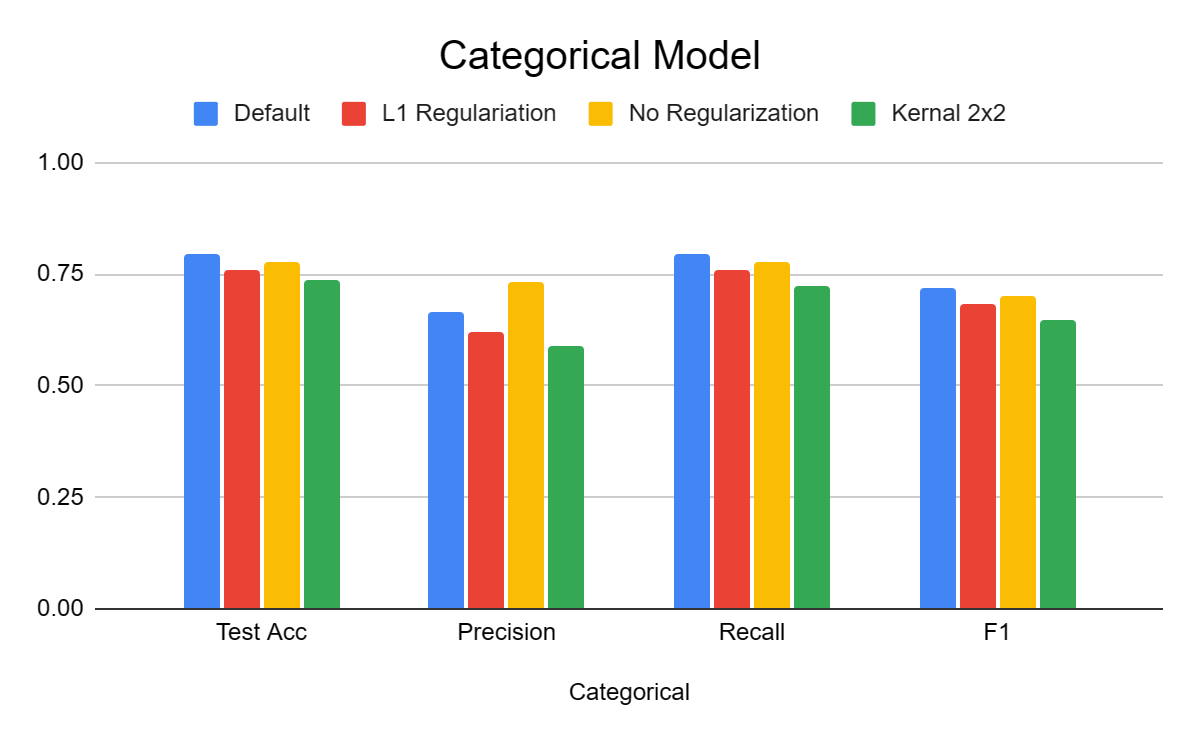 Categorical Model
Default L1 Regulariation No Regularization Kernal 2x2
1.00
0.75
0.50
0.25
0.00
Test Acc Precision Recall F1
Categorical